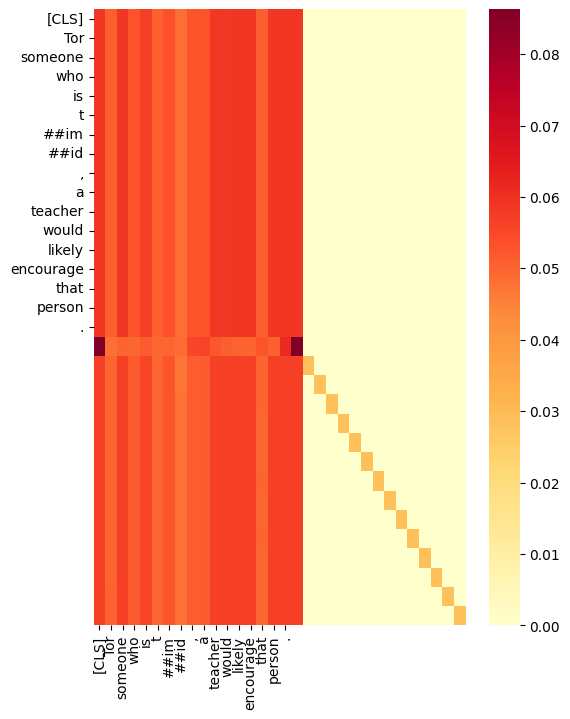 [CLS]
Tor
someone
who
is
t
##im
##id
,
a
teacher
would
likely
encourage
that
person
.
[CLS]
Tor
someone
who
is
t
##im
##id
,
a
teacher
would
likely
encourage
that
person
.
0.08
0.07
0.06
0.05
0.04
0.03
0.02
0.01
0.00